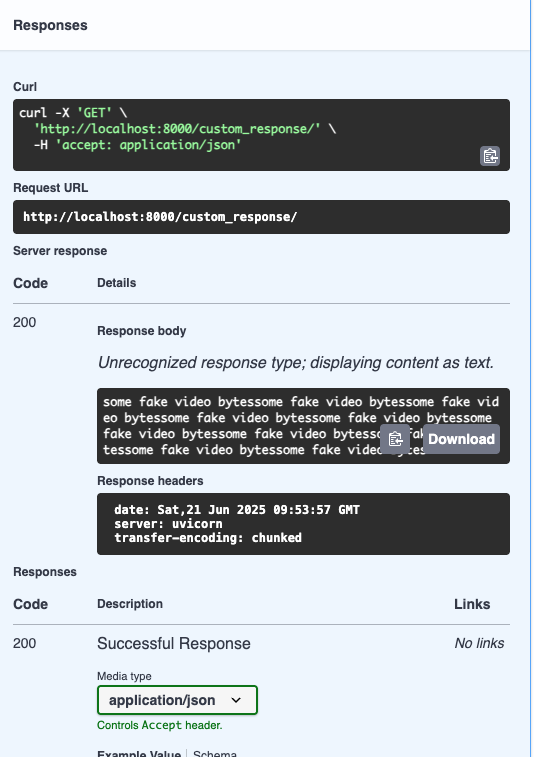 Responses
Curl
curl -X 'GET' \
'http://localhost:8000/custom_response/' \
-H 'accept: application/json'
Request URL
http://localhost:8000/custom_response/
Server response
Code Details
200
Response body
Unrecognized response type; displaying content as text.
some fake video bytessome fake video bytessome fake vid
eo bytessome fake video bytessome fake video bytessome
fake video bytessome fake video
tessome fake video bytessome fake video
Download
Response headers
date: Sat,21 Jun 2025 09:53:57 GMT
server: uvicorn
transfer-encoding: chunked
Responses
Code Description Links
200 Successful Response No links
Media type
application/json
Controls Accept header.
Example Value Schema